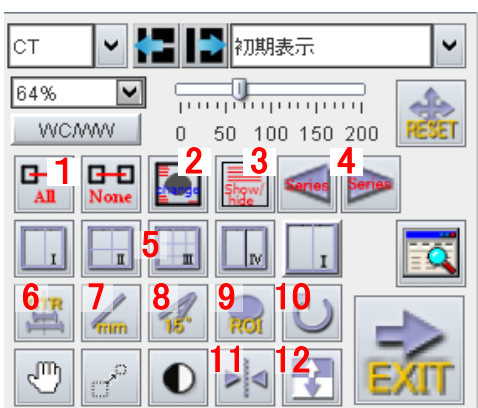 CT 初期表示
64%
WC/WW
0 50 100 150 200
RESET
1 2 3 4
All None change Show/hide Series Series
5
I II III IV I
6 7 8 9 10
CTR mm 15° ROI
11 12
EXIT